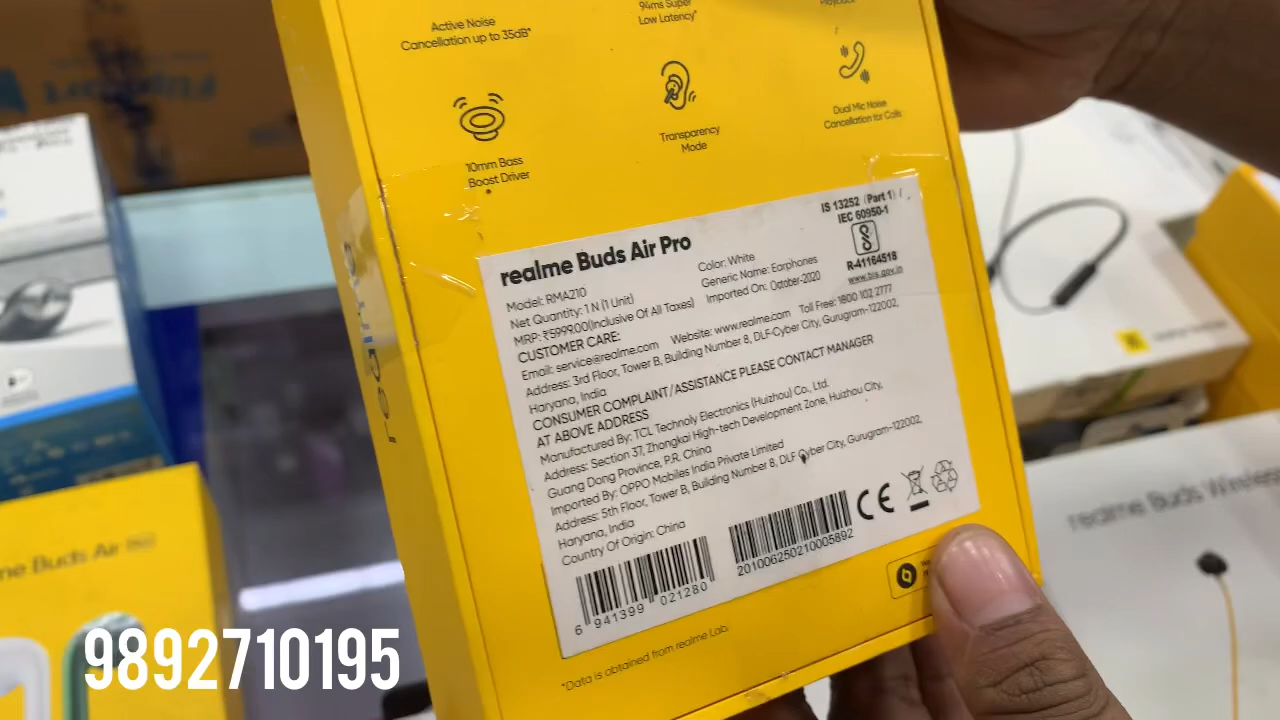 Active Noise
Cancellation up to 35dB*
94ms Super
Low Latency*
Playback
10mm Bass
Boost Driver
Transparency
Mode
Dual Mic Noise
Cancellation for Calls
realme Buds Air Pro
Model: RMA210
Net Quantity: 1 N (1 Unit)
MRP: ₹5999.00(Inclusive Of All Taxes)
Color: White
Generic Name: Earphones
Imported On: October-2020
IS 13252 (Part 1) /
IEC 60950-1
R-41164518
www.bis.gov.in
CUSTOMER CARE:
Email: service@realme.com Website: www.realme.com Toll Free: 1800 102 2777
Address: 3rd Floor, Tower B, Building Number 8, DLF-Cyber City, Gurugram-122002,
Haryana, India
CONSUMER COMPLAINT/ASSISTANCE PLEASE CONTACT MANAGER
AT ABOVE ADDRESS
Manufactured By: TCL Technoly Electronics (Huizhou) Co., Ltd.
Address: Section 37, Zhongkai High-tech Development Zone, Huizhou City,
Guang Dong Province, P.R. China
Imported By: OPPO Mobiles India Private Limited
Address: 5th Floor, Tower B, Building Number 8, DLF Cyber City, Gurugram-122002,
Haryana, India
Country Of Origin: China
6 941399 021280
201006250210005892
CE
*Data is obtained from realme Lab.
realme Buds Wireless
me Buds Air
9892710195